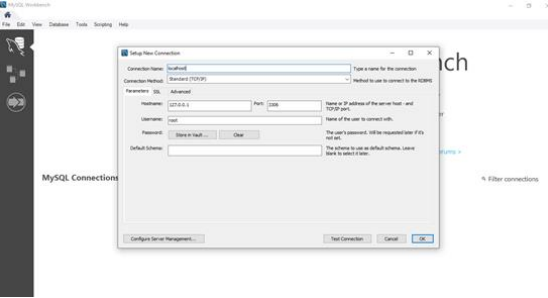 MySQL Workbench
File Edit View Database Tools Scripting Help
Setup New Connection
Connection Name: localhost Type a name for the connection
Connection Method: Standard (TCP/IP) Method to use to connect to the RDBMS
Parameters SSL Advanced
Hostname: 127.0.0.1 Port: 3306 Name or IP address of the server host - and
TCP/IP port.
Username: root Name of the user to connect with.
Password: Store in Vault ... Clear The user's password. Will be requested later if it's
not set.
Default Schema: The schema to use as default schema. Leave
blank to select it later.
MySQL Connections
Filter connections
Configure Server Management... Test Connection Cancel OK